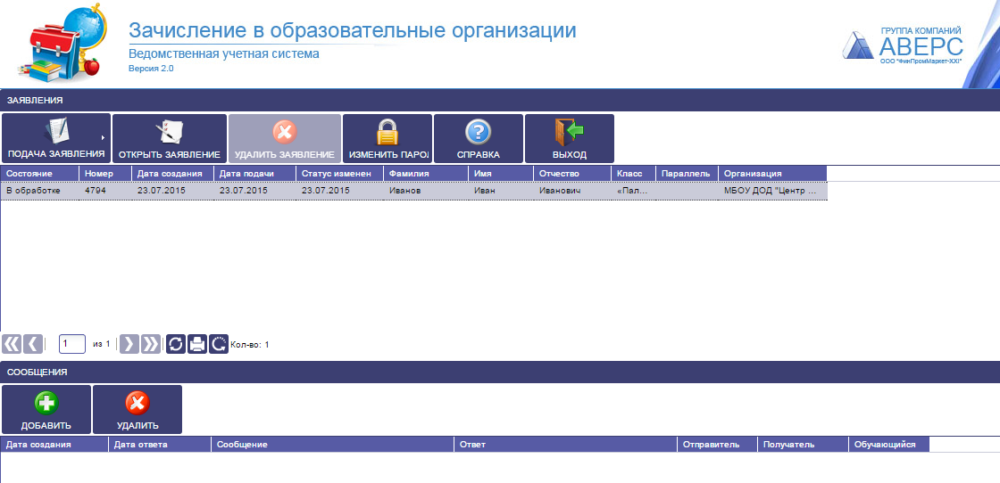 Зачисление в образовательные организации
Ведомственная учетная система
Версия 2.0
ГРУППА КОМПАНИЙ
АВЕРС
ООО "ФинПромМаркет-XXI"
ЗАЯВЛЕНИЯ
ПОДАЧА ЗАЯВЛЕНИЯ ОТКРЫТЬ ЗАЯВЛЕНИЕ УДАЛИТЬ ЗАЯВЛЕНИЕ ИЗМЕНИТЬ ПАРОЛ СПРАВКА ВЫХОД
Состояние Номер Дата создания Дата подачи Статус изменен Фамилия Имя Отчество Класс Параллель Организация
В обработке 4794 23.07.2015 23.07.2015 23.07.2015 Иванов Иван Иванович «Пал... МБОУ ДОД "Центр ...
1 из 1 Кол-во: 1
СООБЩЕНИЯ
ДОБАВИТЬ УДАЛИТЬ
Дата создания Дата ответа Сообщение Ответ Отправитель Получатель Обучающийся